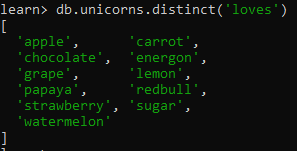 learn> db.unicorns.distinct('loves')
[
  'apple',      'carrot',
  'chocolate',  'energon',
  'grape',      'lemon',
  'papaya',     'redbull',
  'strawberry', 'sugar',
  'watermelon'
]